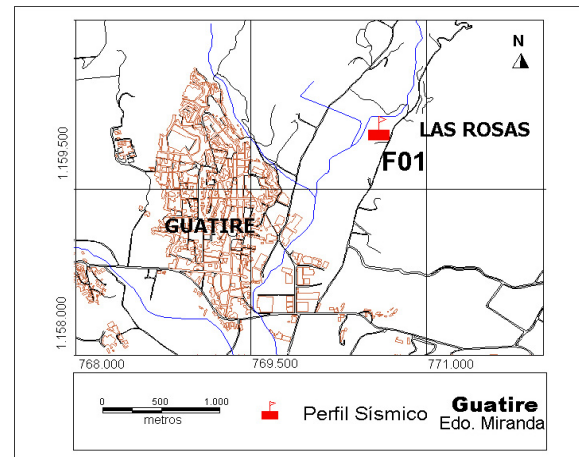 N
LAS ROSAS
F01
GUATIRE
1.159.500
1.158.000
768.000
769.500
771.000
0 500 1.000
metros
Perfil Sísmico
Guatire
Edo. Miranda